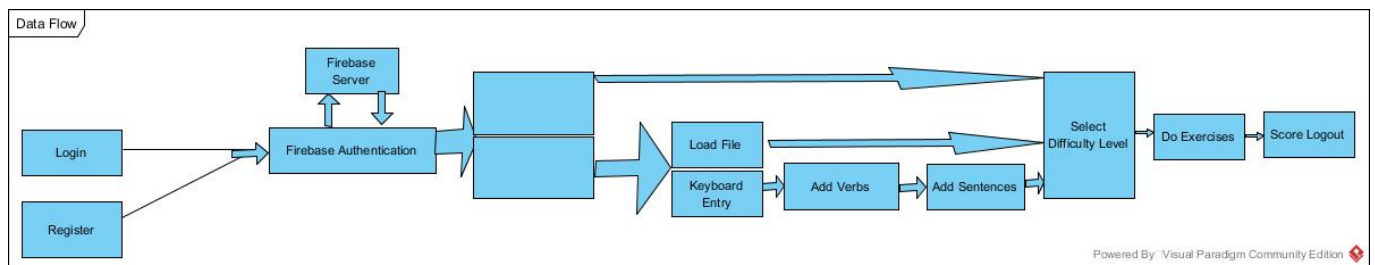 Data Flow
Firebase
Server
Login
Firebase Authentication
Register
Load File
Keyboard
Entry
Add Verbs
Add Sentences
Select
Difficulty Level
Do Exercises
Score Logout
Powered By Visual Paradigm Community Edition